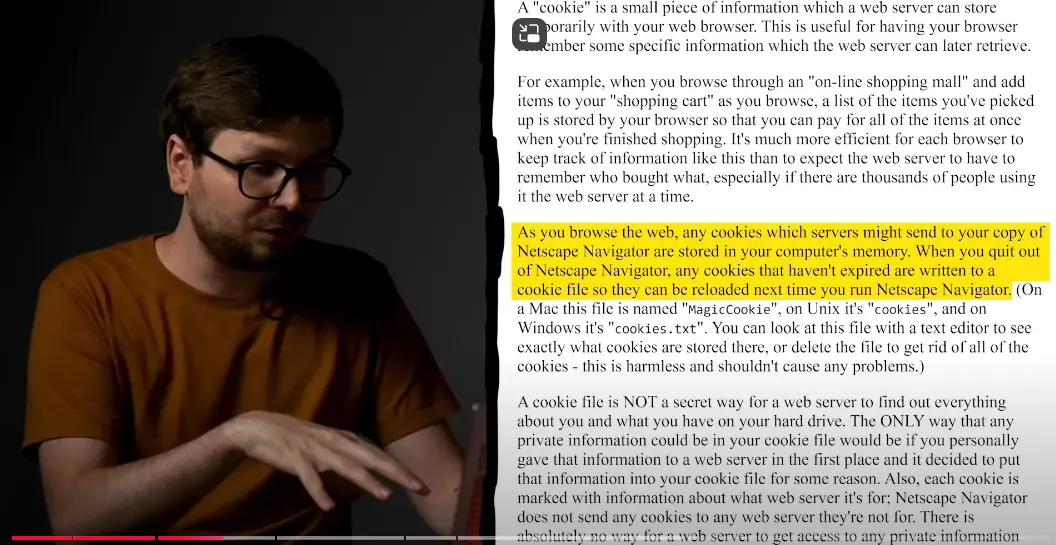 A "cookie" is a small piece of information which a web server can store
porarily with your web browser. This is useful for having your browser
ember some specific information which the web server can later retrieve.
For example, when you browse through an "on-line shopping mall" and add
items to your "shopping cart" as you browse, a list of the items you've picked
up is stored by your browser so that you can pay for all of the items at once
when you're finished shopping. It's much more efficient for each browser to
keep track of information like this than to expect the web server to have to
remember who bought what, especially if there are thousands of people using
it the web server at a time.
As you browse the web, any cookies which servers might send to your copy of
Netscape Navigator are stored in your computer's memory. When you quit out
of Netscape Navigator, any cookies that haven't expired are written to a
cookie file so they can be reloaded next time you run Netscape Navigator. (On
a Mac this file is named "MagicCookie", on Unix it's "cookies", and on
Windows it's "cookies.txt". You can look at this file with a text editor to see
exactly what cookies are stored there, or delete the file to get rid of all of the
cookies - this is harmless and shouldn't cause any problems.)
A cookie file is NOT a secret way for a web server to find out everything
about you and what you have on your hard drive. The ONLY way that any
private information could be in your cookie file would be if you personally
gave that information to a web server in the first place and it decided to put
that information into your cookie file for some reason. Also, each cookie is
marked with information about what web server it's for; Netscape Navigator
does not send any cookies to any web server they're not for. There is
absolutely no way for a web server to get access to any private information